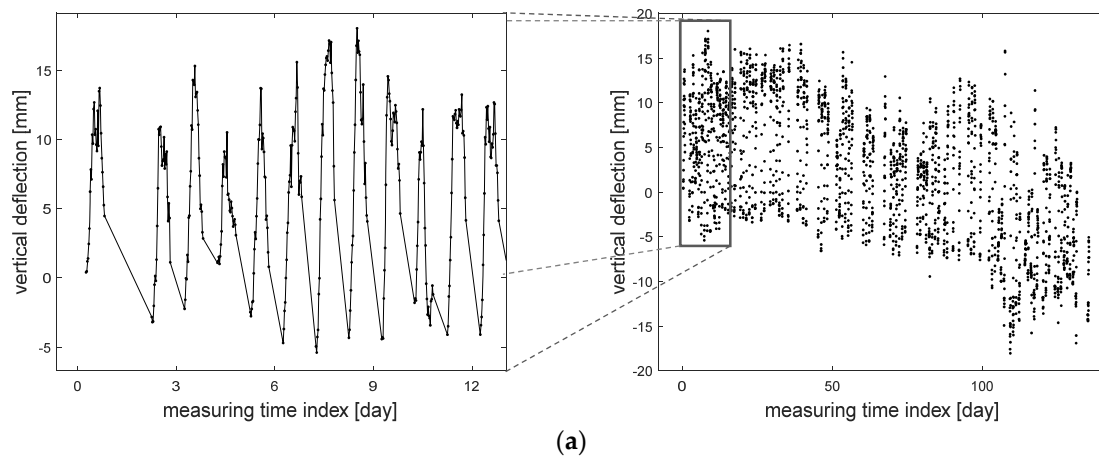 15
10
5
0
-5
0 3 6 9 12
vertical deflection [mm]
measuring time index [day]
20
15
10
5
0
-5
-10
-15
-20
0 50 100
vertical deflection [mm]
measuring time index [day]
(a)